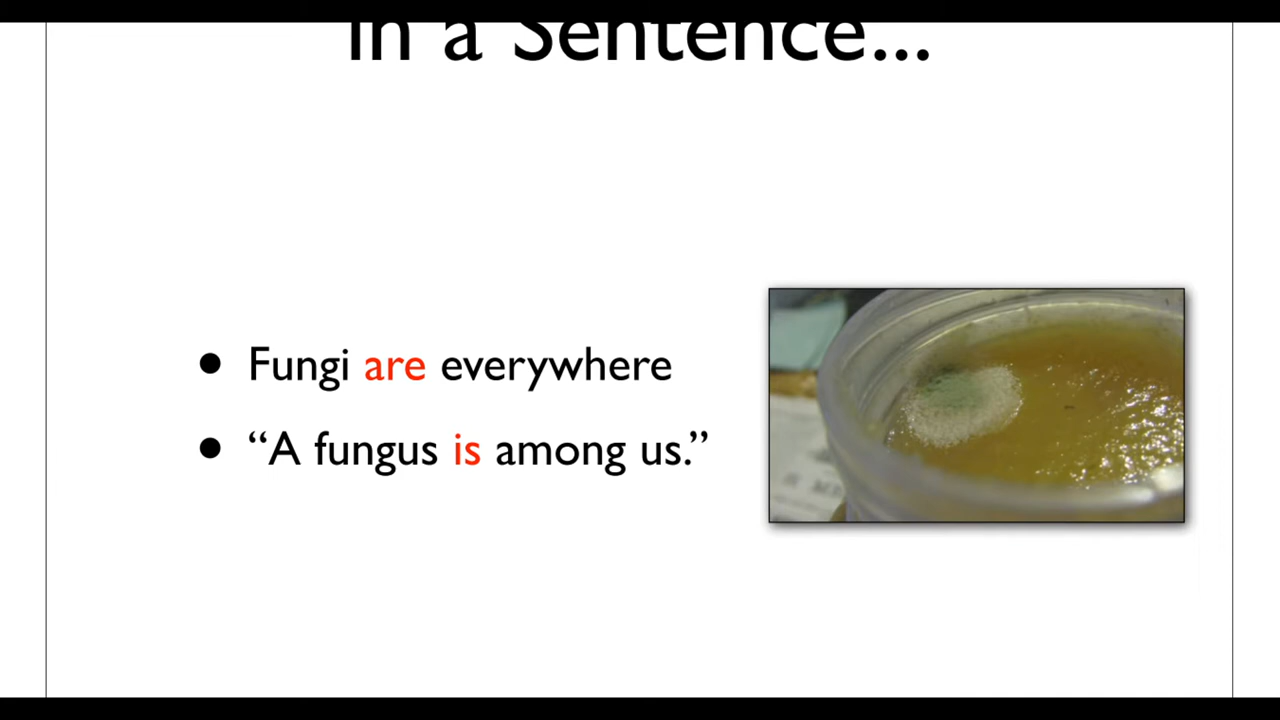 in a Sentence...
Fungi are everywhere
“A fungus is among us.”